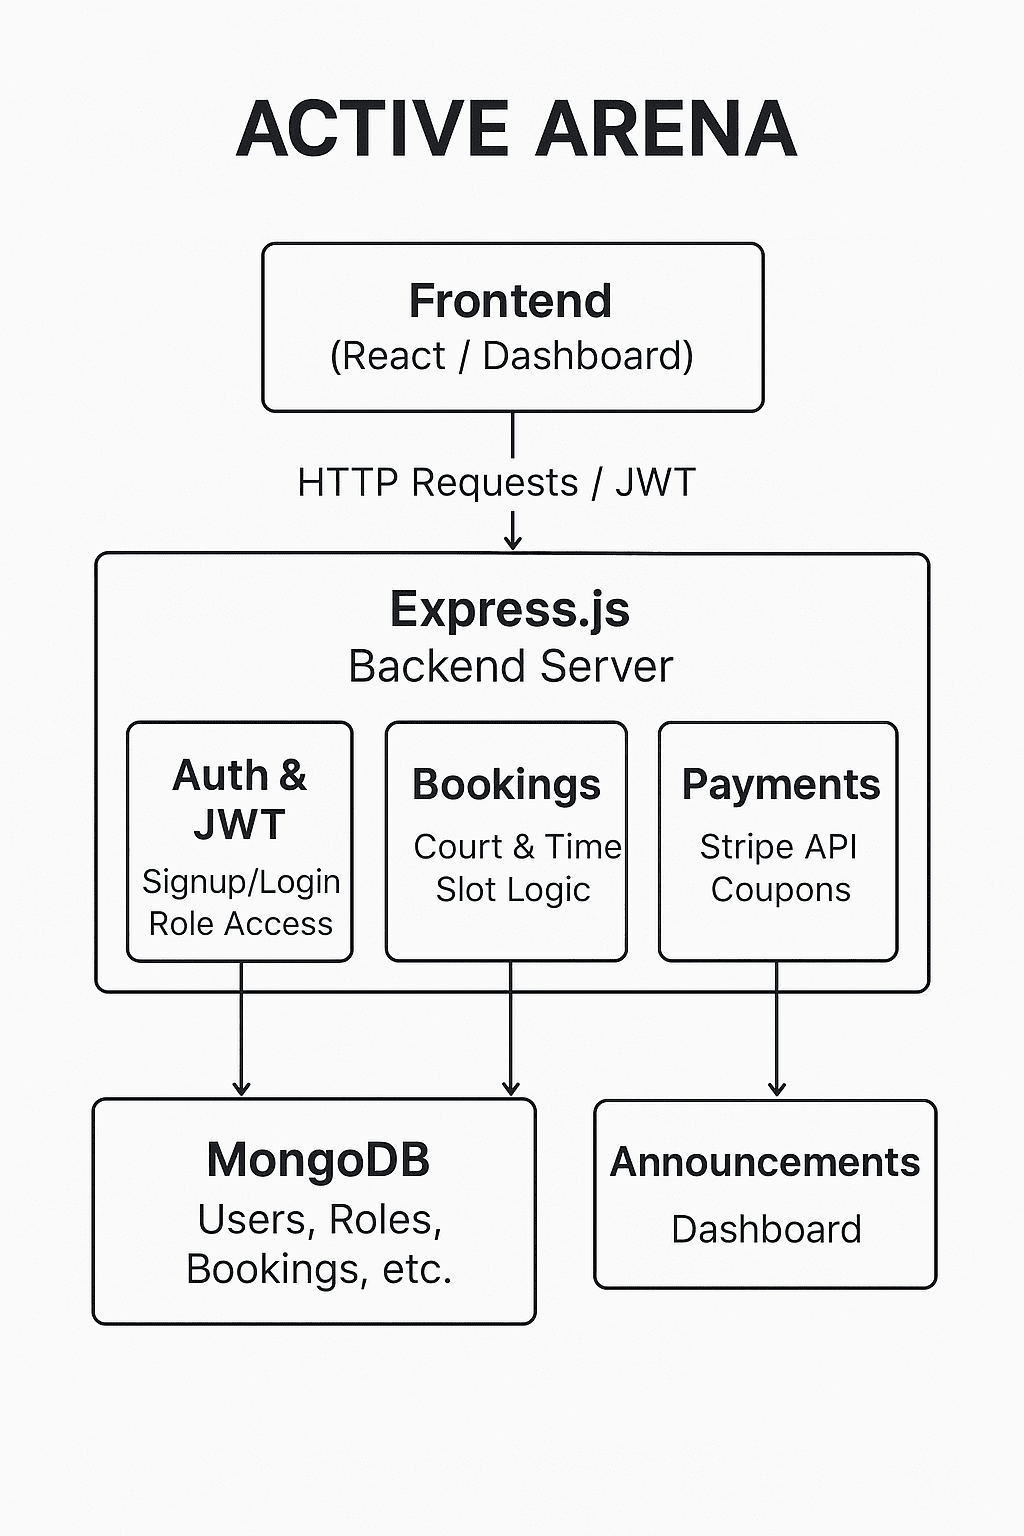 ACTIVE ARENA
Frontend
(React / Dashboard)
HTTP Requests / JWT
Express.js
Backend Server
Auth &
JWT
Signup/Login
Role Access
Bookings
Court & Time
Slot Logic
Payments
Stripe API
Coupons
MongoDB
Users, Roles,
Bookings, etc.
Announcements
Dashboard